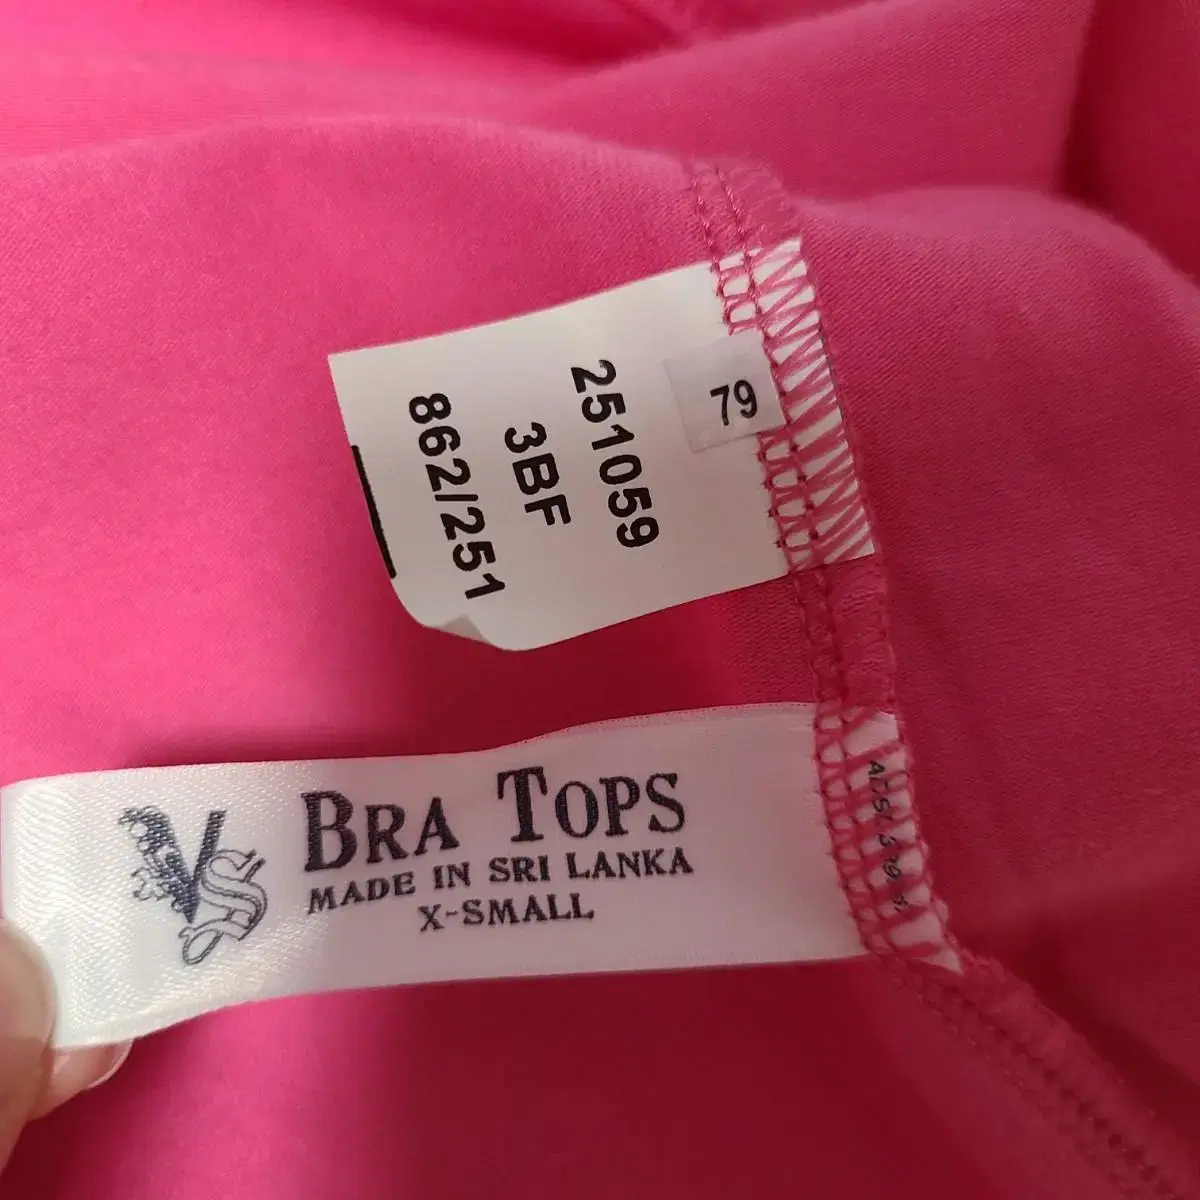 79
251059
3BF
862/251
VS
BRA TOPS
MADE IN SRI LANKA
X-SMALL